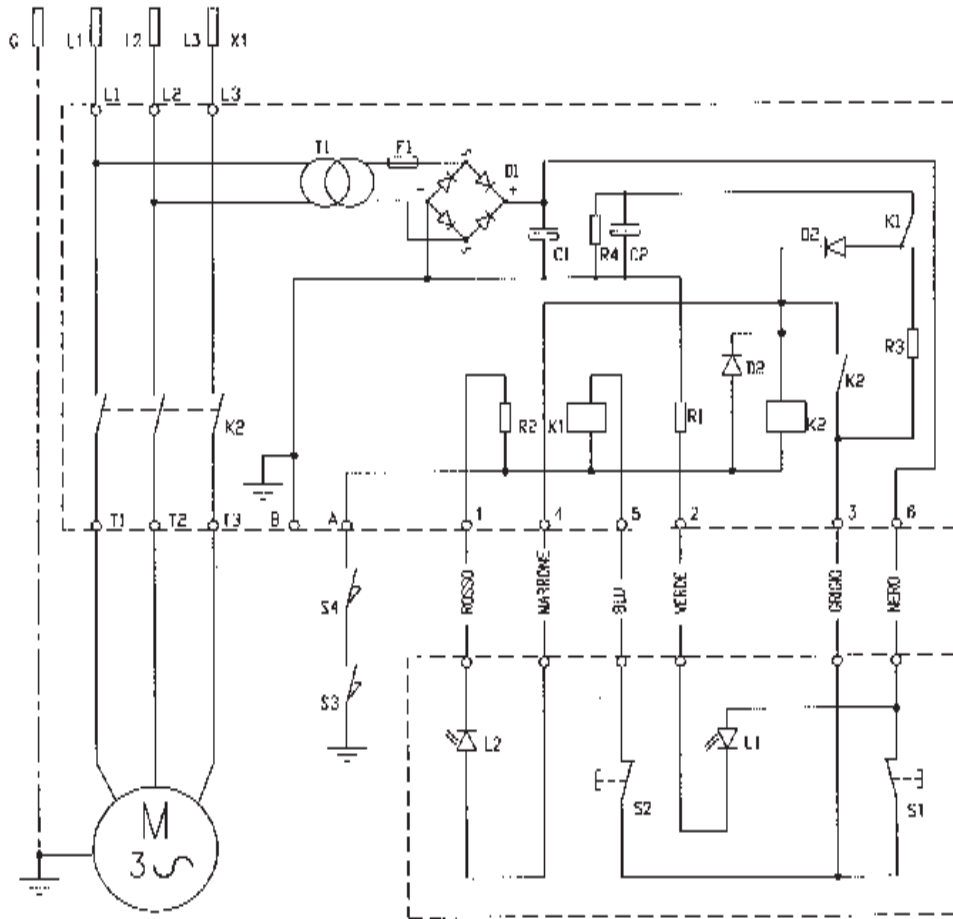 G L1 L2 L3 X1
L1 L2 L3
T1 F1 D1
- +
K1
D2
C1 R4 C2
R3
D2 K2
R2 K1 R1 K2
K2
T1 T2 T3 B A 1 4 5 2 3 6
ROSSO MARRONE BLU VERDE GRIGIO NERO
S4
S3
L2 L1
S2 S1
M
3